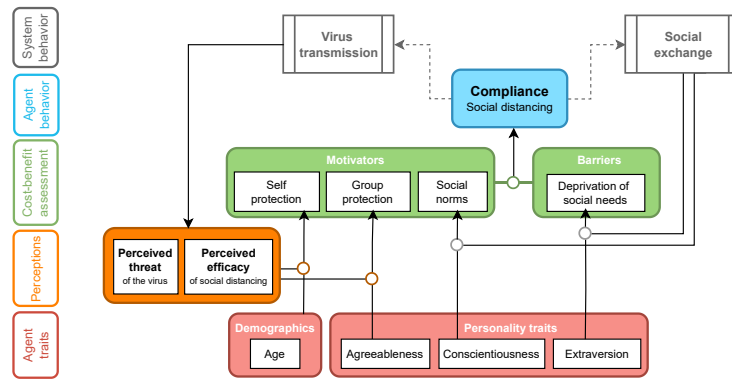 System
behavior
Agent
behavior
Cost-benefit
assessment
Perceptions
Agent
traits
Virus
transmission
Social
exchange
Compliance
Social distancing
Motivators
Self
protection
Group
protection
Social
norms
Barriers
Deprivation of
social needs
Perceived
threat
of the virus
Perceived
efficacy
of social distancing
Demographics
Age
Personality traits
Agreeableness
Conscientiousness
Extraversion